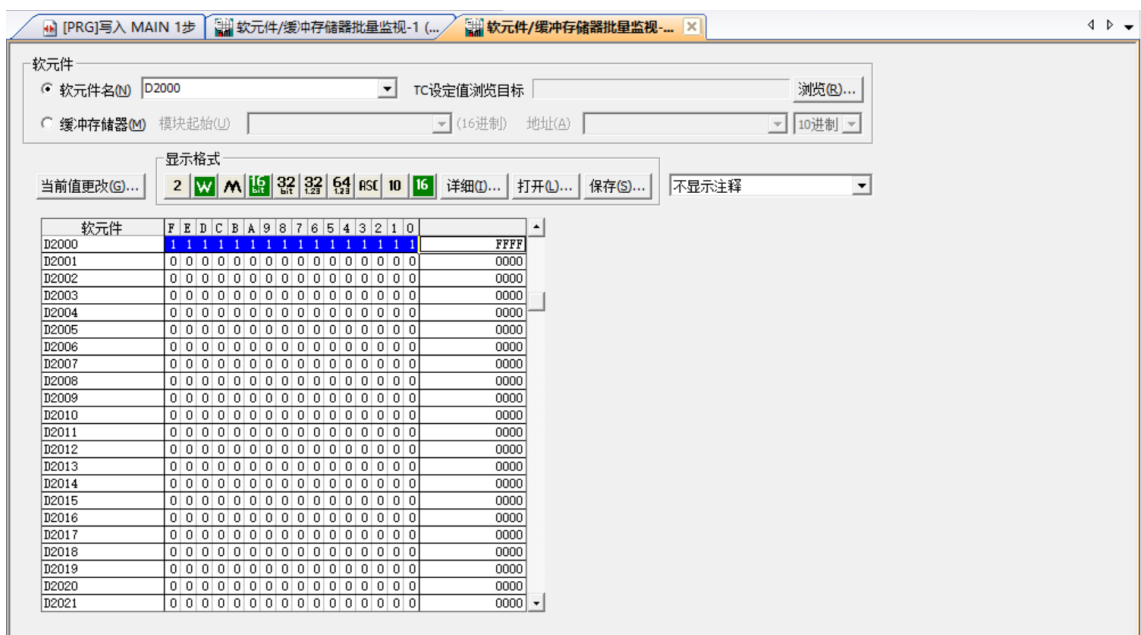 [PRG]写入 MAIN 1步 软元件/缓冲存储器批量监视-1 (... 软元件/缓冲存储器批量监视-...
软元件
软元件名(N) D2000 TC设定值浏览目标 浏览(R)...
缓冲存储器(M) 模块起始(U) (16进制) 地址(A) 10进制
显示格式
当前值更改(G)... 2 W M 16bit 32bit 32 1.23 64 1.23 ASC 10 16 详细(I)... 打开(L)... 保存(S)... 不显示注释
软元件 F E D C B A 9 8 7 6 5 4 3 2 1 0
D2000 1 1 1 1 1 1 1 1 1 1 1 1 1 1 1 1 FFFF
D2001 0 0 0 0 0 0 0 0 0 0 0 0 0 0 0 0 0000
D2002 0 0 0 0 0 0 0 0 0 0 0 0 0 0 0 0 0000
D2003 0 0 0 0 0 0 0 0 0 0 0 0 0 0 0 0 0000
D2004 0 0 0 0 0 0 0 0 0 0 0 0 0 0 0 0 0000
D2005 0 0 0 0 0 0 0 0 0 0 0 0 0 0 0 0 0000
D2006 0 0 0 0 0 0 0 0 0 0 0 0 0 0 0 0 0000
D2007 0 0 0 0 0 0 0 0 0 0 0 0 0 0 0 0 0000
D2008 0 0 0 0 0 0 0 0 0 0 0 0 0 0 0 0 0000
D2009 0 0 0 0 0 0 0 0 0 0 0 0 0 0 0 0 0000
D2010 0 0 0 0 0 0 0 0 0 0 0 0 0 0 0 0 0000
D2011 0 0 0 0 0 0 0 0 0 0 0 0 0 0 0 0 0000
D2012 0 0 0 0 0 0 0 0 0 0 0 0 0 0 0 0 0000
D2013 0 0 0 0 0 0 0 0 0 0 0 0 0 0 0 0 0000
D2014 0 0 0 0 0 0 0 0 0 0 0 0 0 0 0 0 0000
D2015 0 0 0 0 0 0 0 0 0 0 0 0 0 0 0 0 0000
D2016 0 0 0 0 0 0 0 0 0 0 0 0 0 0 0 0 0000
D2017 0 0 0 0 0 0 0 0 0 0 0 0 0 0 0 0 0000
D2018 0 0 0 0 0 0 0 0 0 0 0 0 0 0 0 0 0000
D2019 0 0 0 0 0 0 0 0 0 0 0 0 0 0 0 0 0000
D2020 0 0 0 0 0 0 0 0 0 0 0 0 0 0 0 0 0000
D2021 0 0 0 0 0 0 0 0 0 0 0 0 0 0 0 0 0000